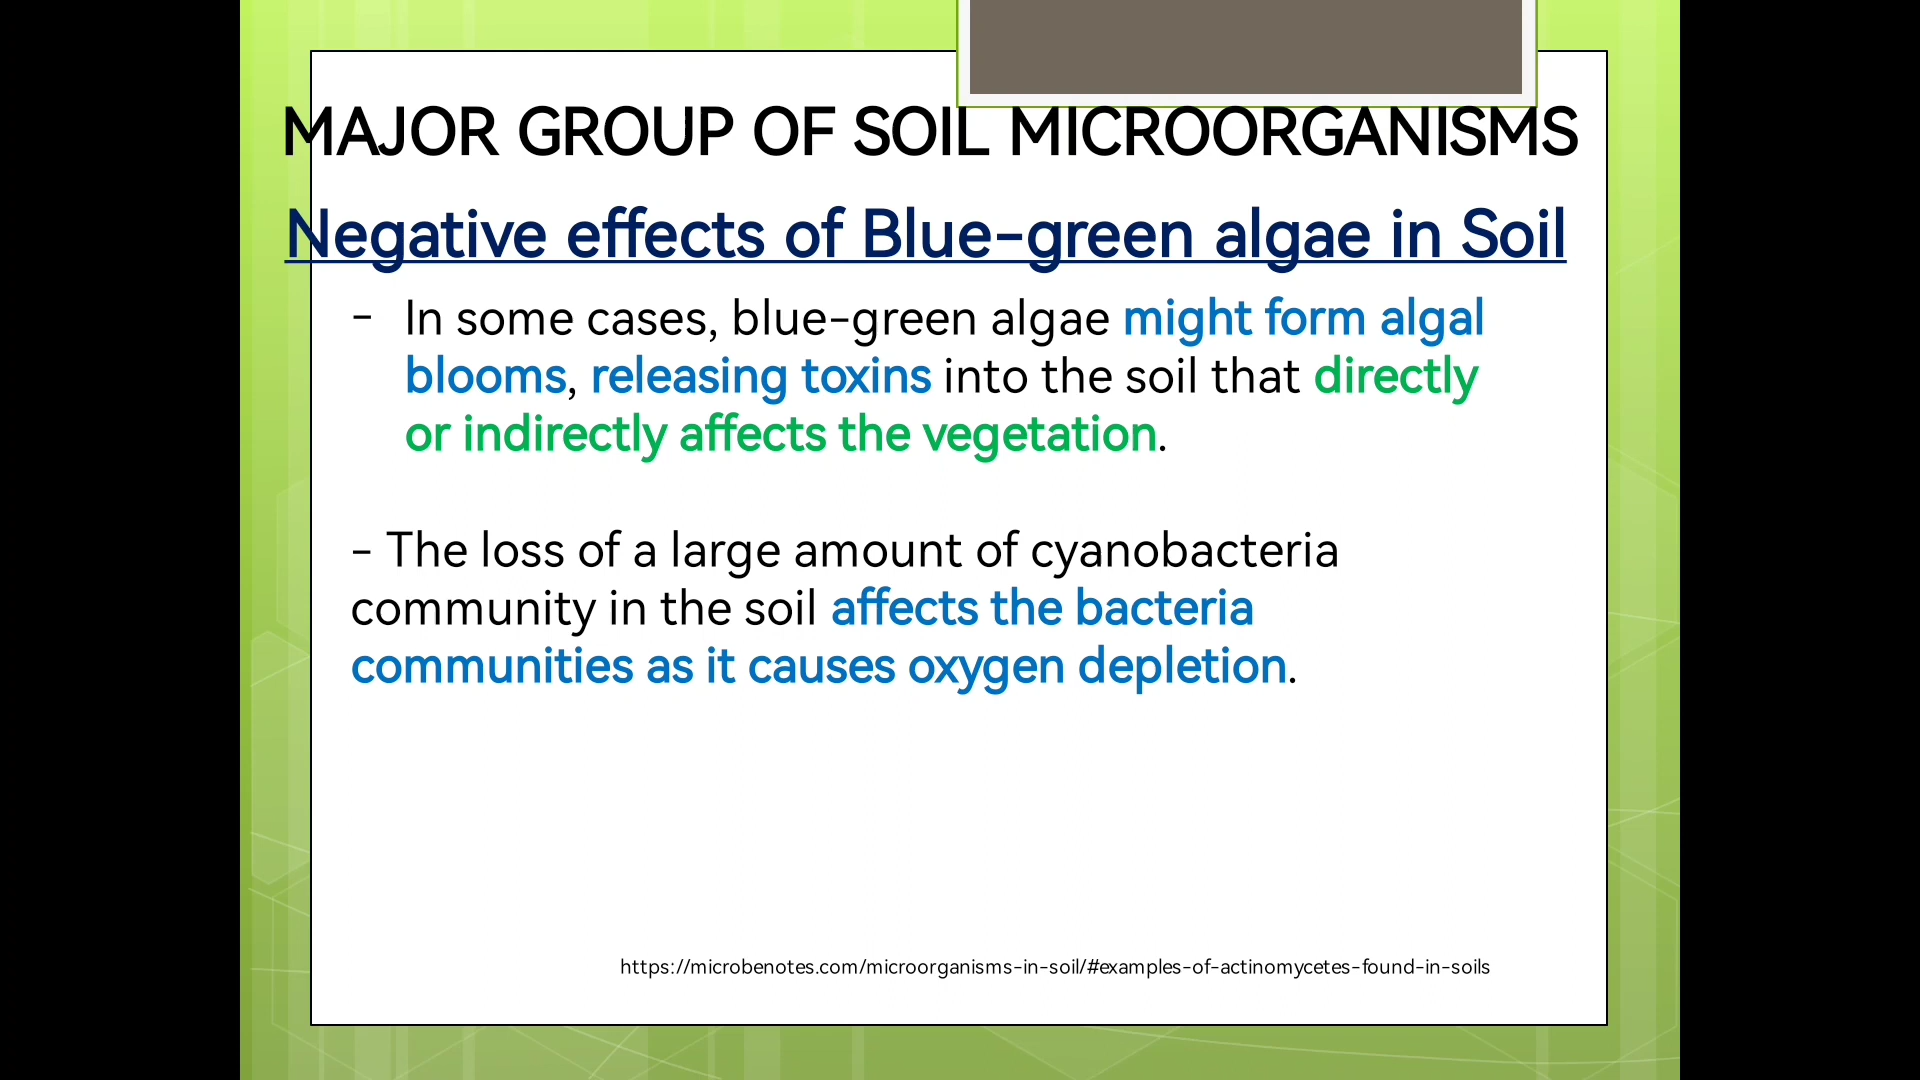 MAJOR GROUP OF SOIL MICROORGANISMS
Negative effects of Blue-green algae in Soil
- In some cases, blue-green algae might form algal
blooms, releasing toxins into the soil that directly
or indirectly affects the vegetation.
- The loss of a large amount of cyanobacteria
community in the soil affects the bacteria
communities as it causes oxygen depletion.
https://microbenotes.com/microorganisms-in-soil/#examples-of-actinomycetes-found-in-soils